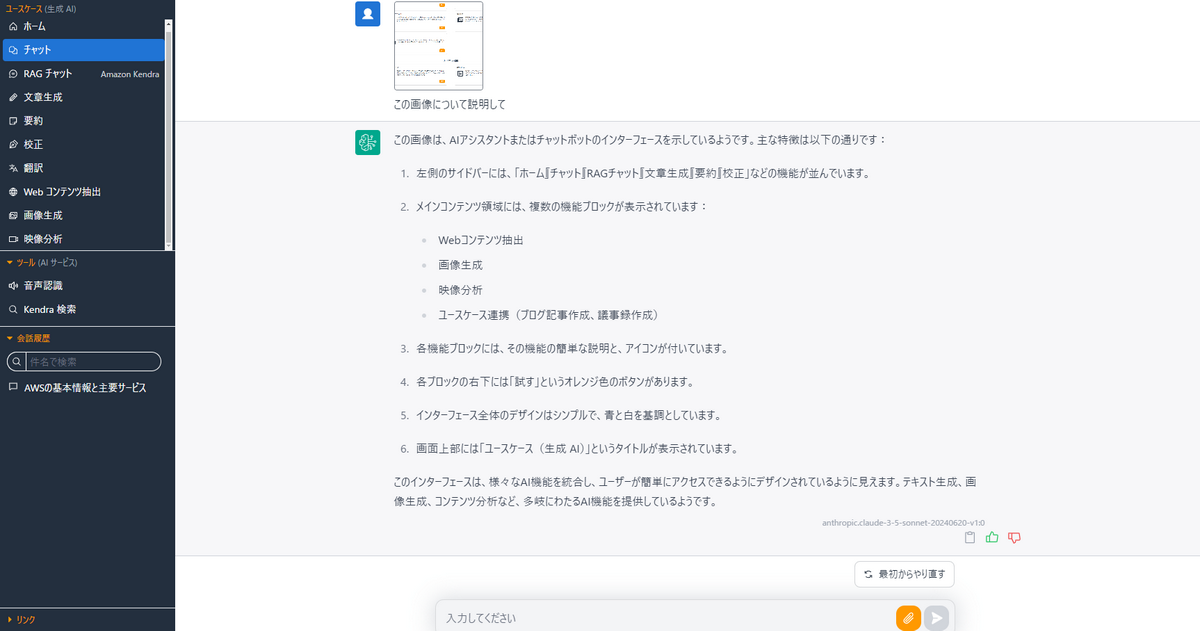 ユースケース (生成 AI)
ホーム
チャット
RAG チャット Amazon Kendra
文章生成
要約
校正
翻訳
Web コンテンツ抽出
画像生成
映像分析
ツール (AI サービス)
音声認識
Kendra 検索
会話履歴
件名で検索
AWSの基本情報と主要サービス
リンク
この画像について説明して
この画像は、AIアシスタントまたはチャットボットのインターフェースを示しているようです。主な特徴は以下の通りです：
1. 左側のサイドバーには、「ホーム』『チャット』『RAGチャット』『文章生成』『要約』『校正」などの機能が並んでいます。
2. メインコンテンツ領域には、複数の機能ブロックが表示されています：
Webコンテンツ抽出
画像生成
映像分析
ユースケース連携（ブログ記事作成、議事録作成）
3. 各機能ブロックには、その機能の簡単な説明と、アイコンが付いています。
4. 各ブロックの右下には「試す」というオレンジ色のボタンがあります。
5. インターフェース全体のデザインはシンプルで、青と白を基調としています。
6. 画面上部には「ユースケース（生成 AI）」というタイトルが表示されています。
このインターフェースは、様々なAI機能を統合し、ユーザーが簡単にアクセスできるようにデザインされているように見えます。テキスト生成、画
像生成、コンテンツ分析など、多岐にわたるAI機能を提供しているようです。
anthropic.claude-3-5-sonnet-20240620-v1:0
最初からやり直す
入力してください